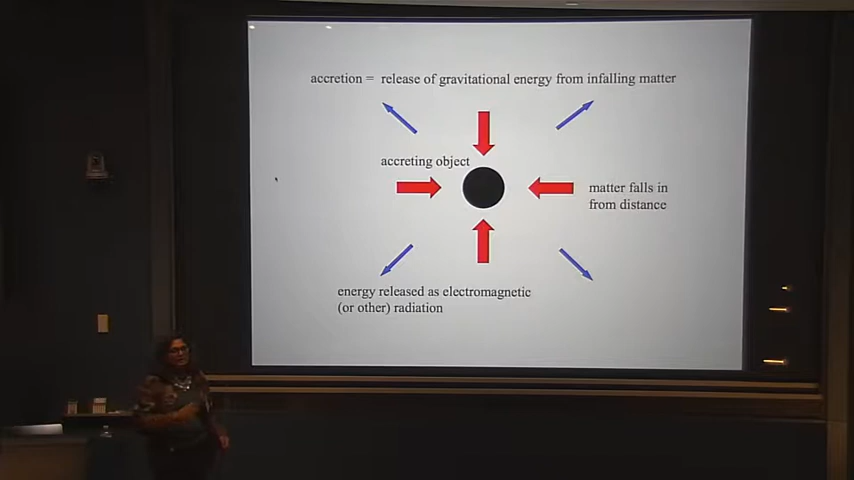 accretion = release of gravitational energy from infalling matter
accreting object
matter falls in
from distance
energy released as electromagnetic
(or other) radiation